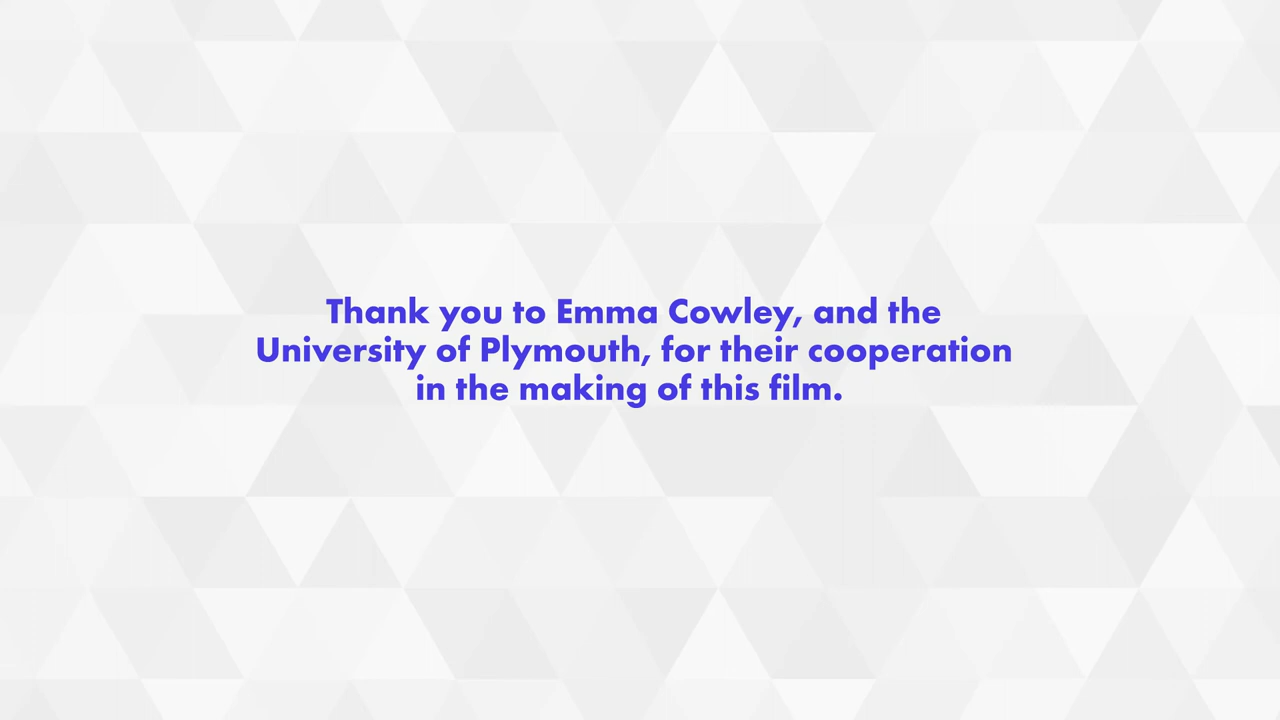 Thank you to Emma Cowley, and the
University of Plymouth, for their cooperation
in the making of this film.